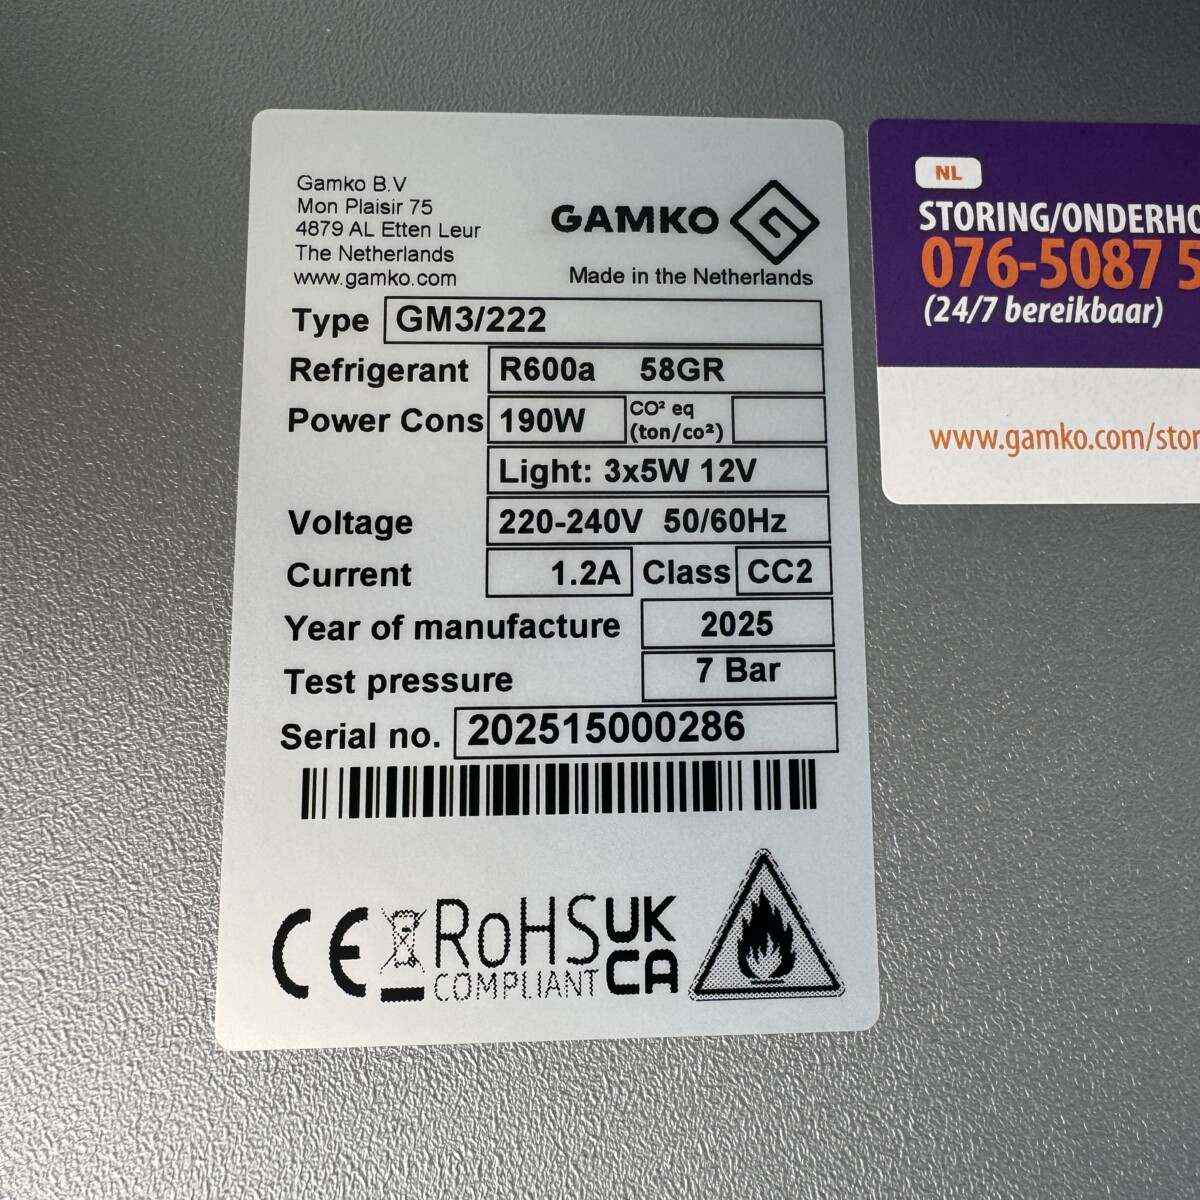 Gamko B.V
Mon Plaisir 75
4879 AL Etten Leur
The Netherlands
www.gamko.com
GAMKO
Made in the Netherlands
Type GM3/222
Refrigerant R600a 58GR
Power Cons 190W CO² eq (ton/co²)
Light: 3x5W 12V
Voltage 220-240V 50/60Hz
Current 1.2A Class CC2
Year of manufacture 2025
Test pressure 7 Bar
Serial no. 202515000286
CE RoHS COMPLIANT UK CA
NL
STORING/ONDERHO
076-5087 5
(24/7 bereikbaar)
www.gamko.com/stor